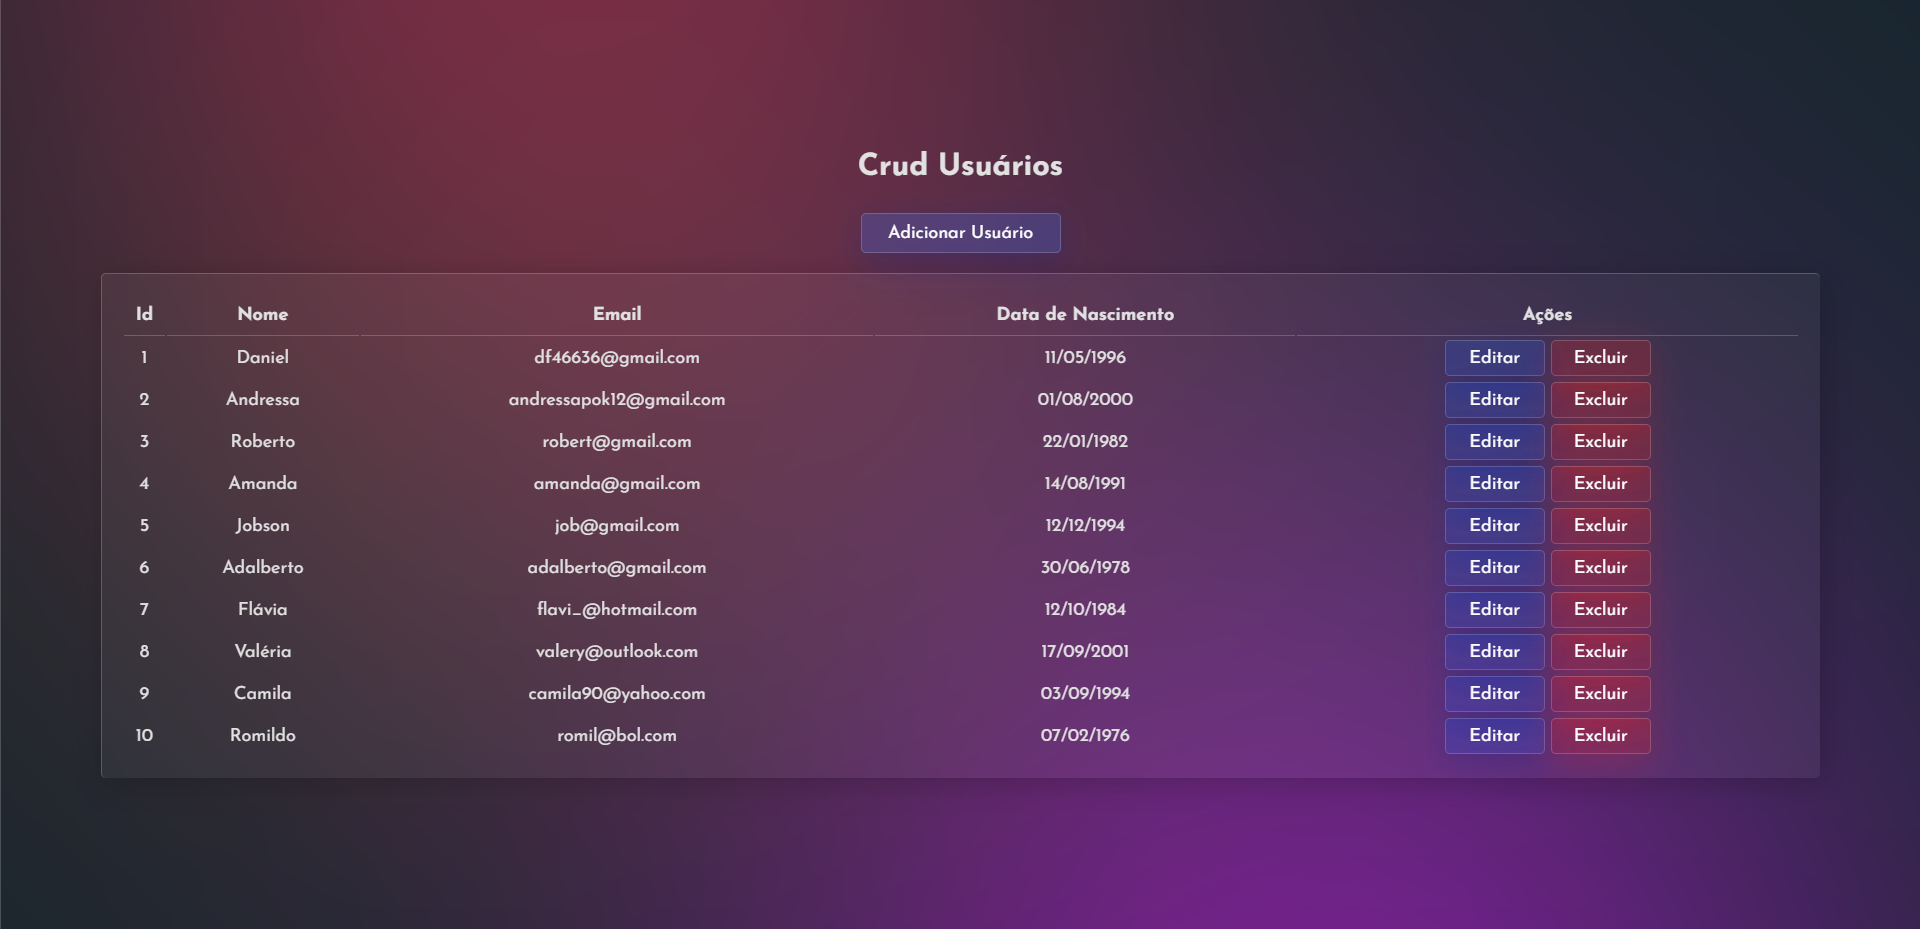 Crud Usuários
Adicionar Usuário
Id Nome Email Data de Nascimento Ações
1 Daniel df46636@gmail.com 11/05/1996 Editar Excluir
2 Andressa andressapok12@gmail.com 01/08/2000 Editar Excluir
3 Roberto robert@gmail.com 22/01/1982 Editar Excluir
4 Amanda amanda@gmail.com 14/08/1991 Editar Excluir
5 Jobson job@gmail.com 12/12/1994 Editar Excluir
6 Adalberto adalberto@gmail.com 30/06/1978 Editar Excluir
7 Flávia flavi_@hotmail.com 12/10/1984 Editar Excluir
8 Valéria valery@outlook.com 17/09/2001 Editar Excluir
9 Camila camila90@yahoo.com 03/09/1994 Editar Excluir
10 Romildo romil@bol.com 07/02/1976 Editar Excluir